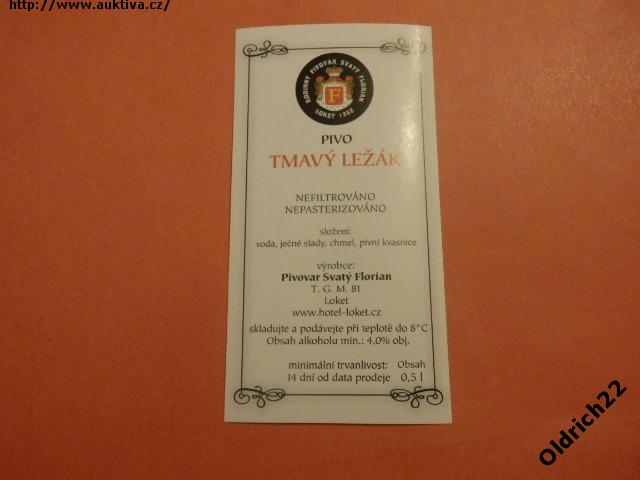 http://www.auktiva.cz/
RODINNÝ PIVOVAR SVATÝ FLORIAN
F
LOKET 1352
PIVO
TMAVÝ LEŽÁK
NEFILTROVÁNO
NEPASTERIZOVÁNO
složení:
voda, ječné slady, chmel, pivní kvasnice
výrobce:
Pivovar Svatý Florian
T. G. M. 81
Loket
www.hotel-loket.cz
skladujte a podávejte při teplotě do 8°C
Obsah alkoholu min.: 4,0% obj.
minimální trvanlivost: Obsah
14 dní od data prodeje 0,5 l
Oldrich22